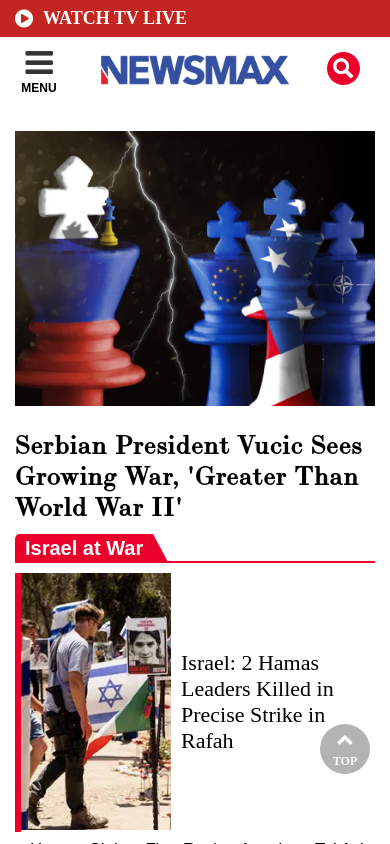 WATCH TV LIVE
MENU
NEWSMAX
Serbian President Vucic Sees
Growing War, 'Greater Than
World War II'
Israel at War
Israel: 2 Hamas
Leaders Killed in
Precise Strike in
Rafah
TOP